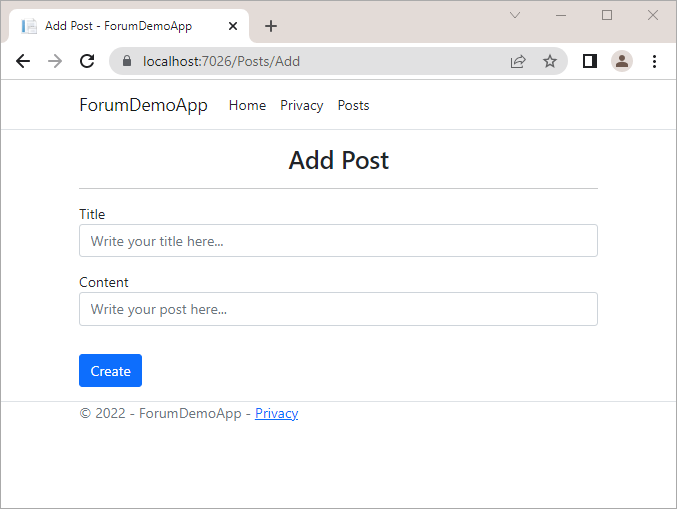 Add Post - ForumDemoApp
localhost:7026/Posts/Add
ForumDemoApp Home Privacy Posts
Add Post
Title
Write your title here...
Content
Write your post here...
Create
© 2022 - ForumDemoApp - Privacy